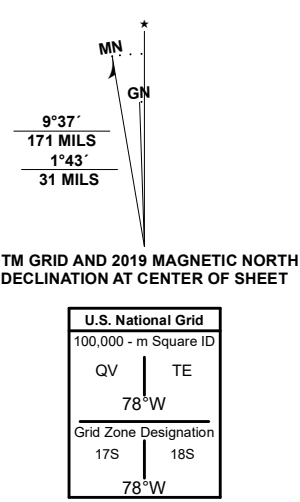 ★
MN
GN
9°37´
171 MILS
1°43´
31 MILS
TM GRID AND 2019 MAGNETIC NORTH
DECLINATION AT CENTER OF SHEET
U.S. National Grid
100,000 - m Square ID
QV TE
78°W
Grid Zone Designation
17S 18S
78°W